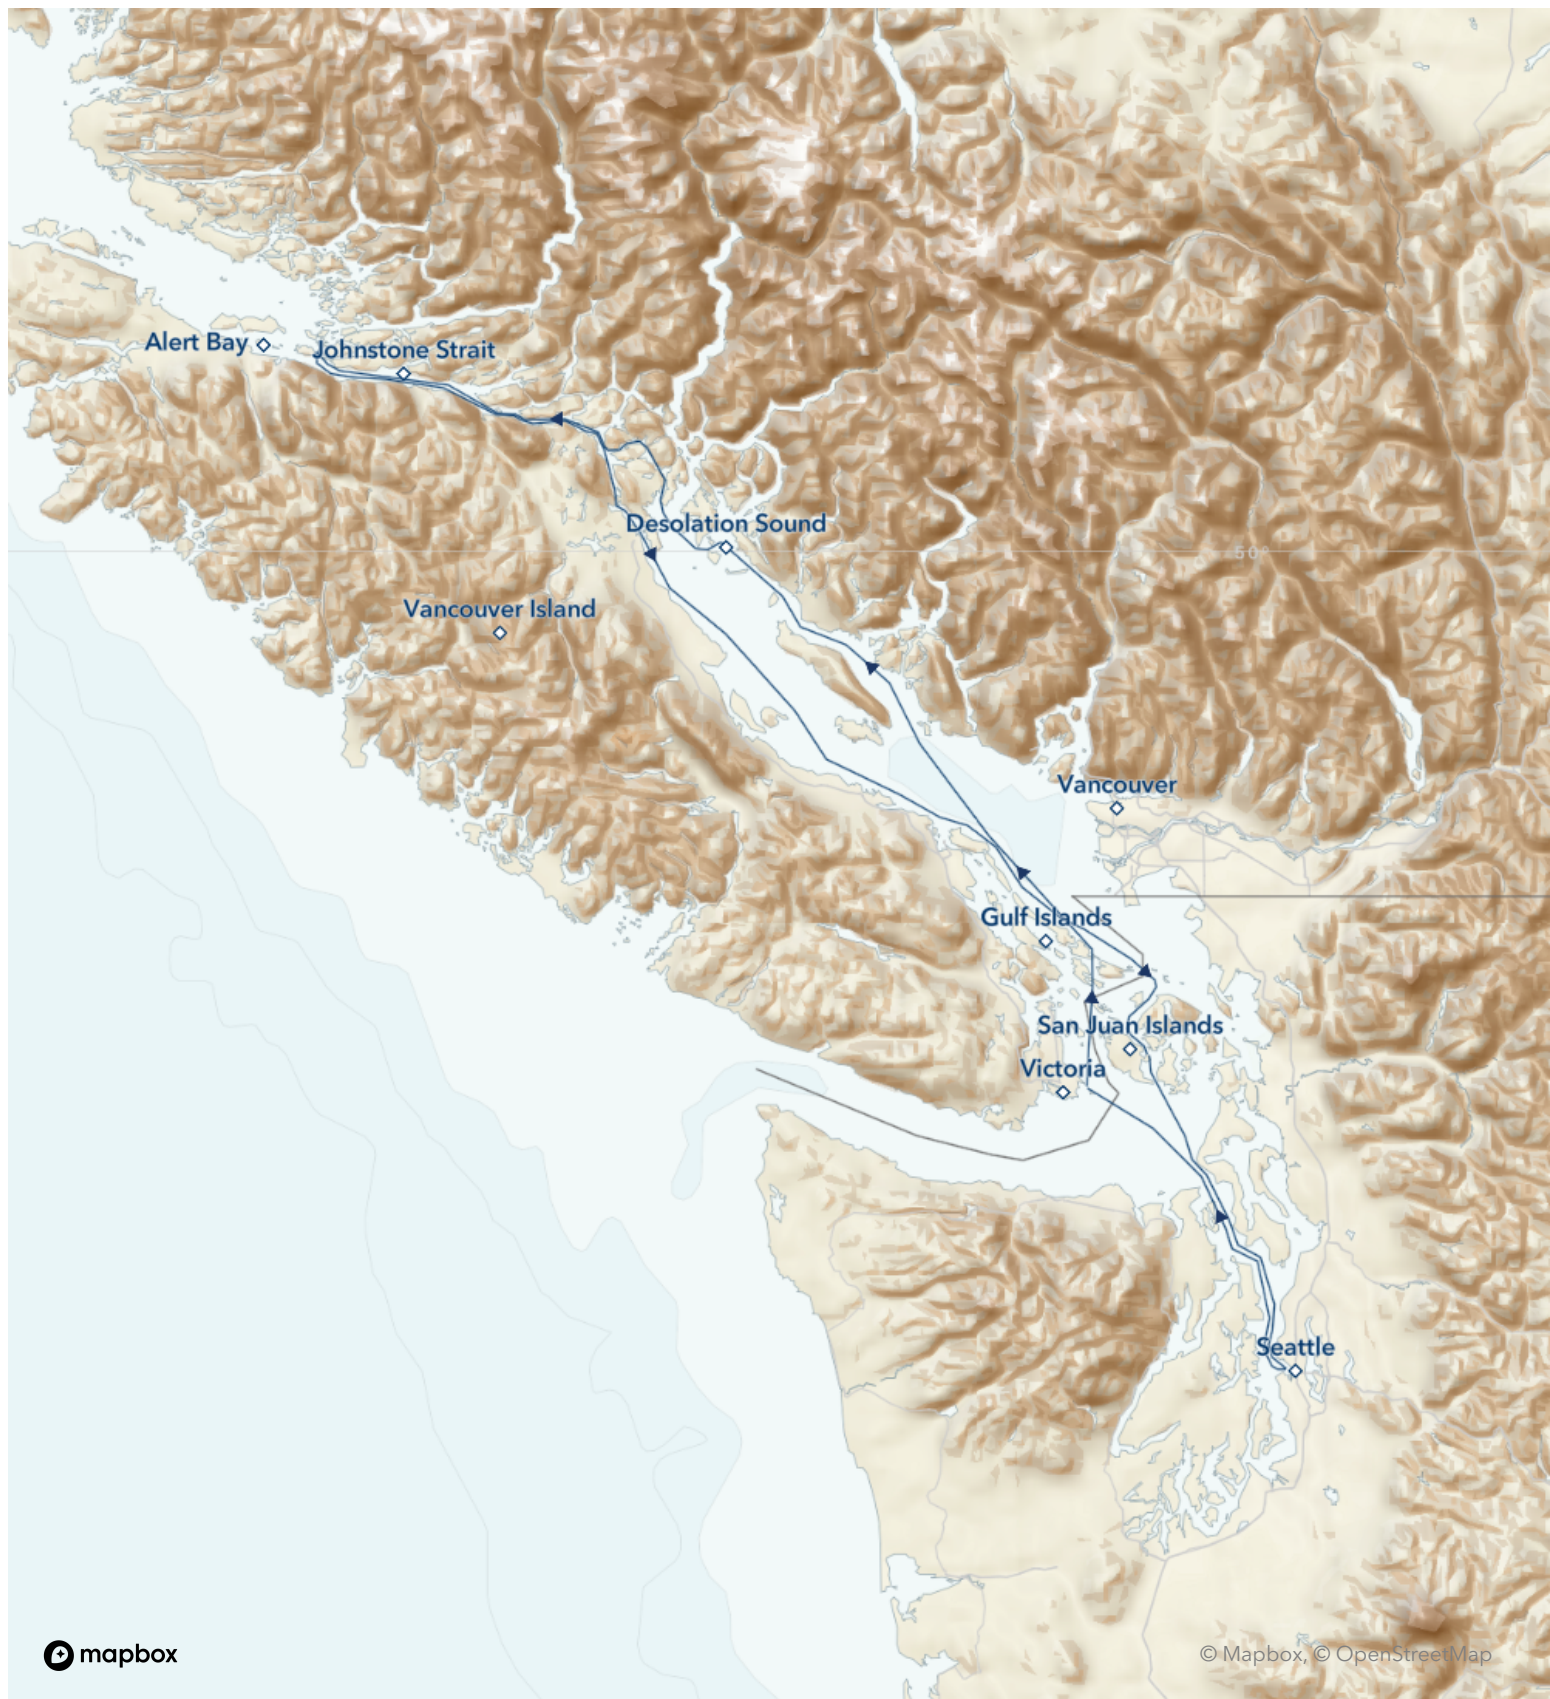 Alert Bay
Johnstone Strait
Desolation Sound
50°
Vancouver Island
Vancouver
Gulf Islands
San Juan Islands
Victoria
Seattle
mapbox
© Mapbox, © OpenStreetMap